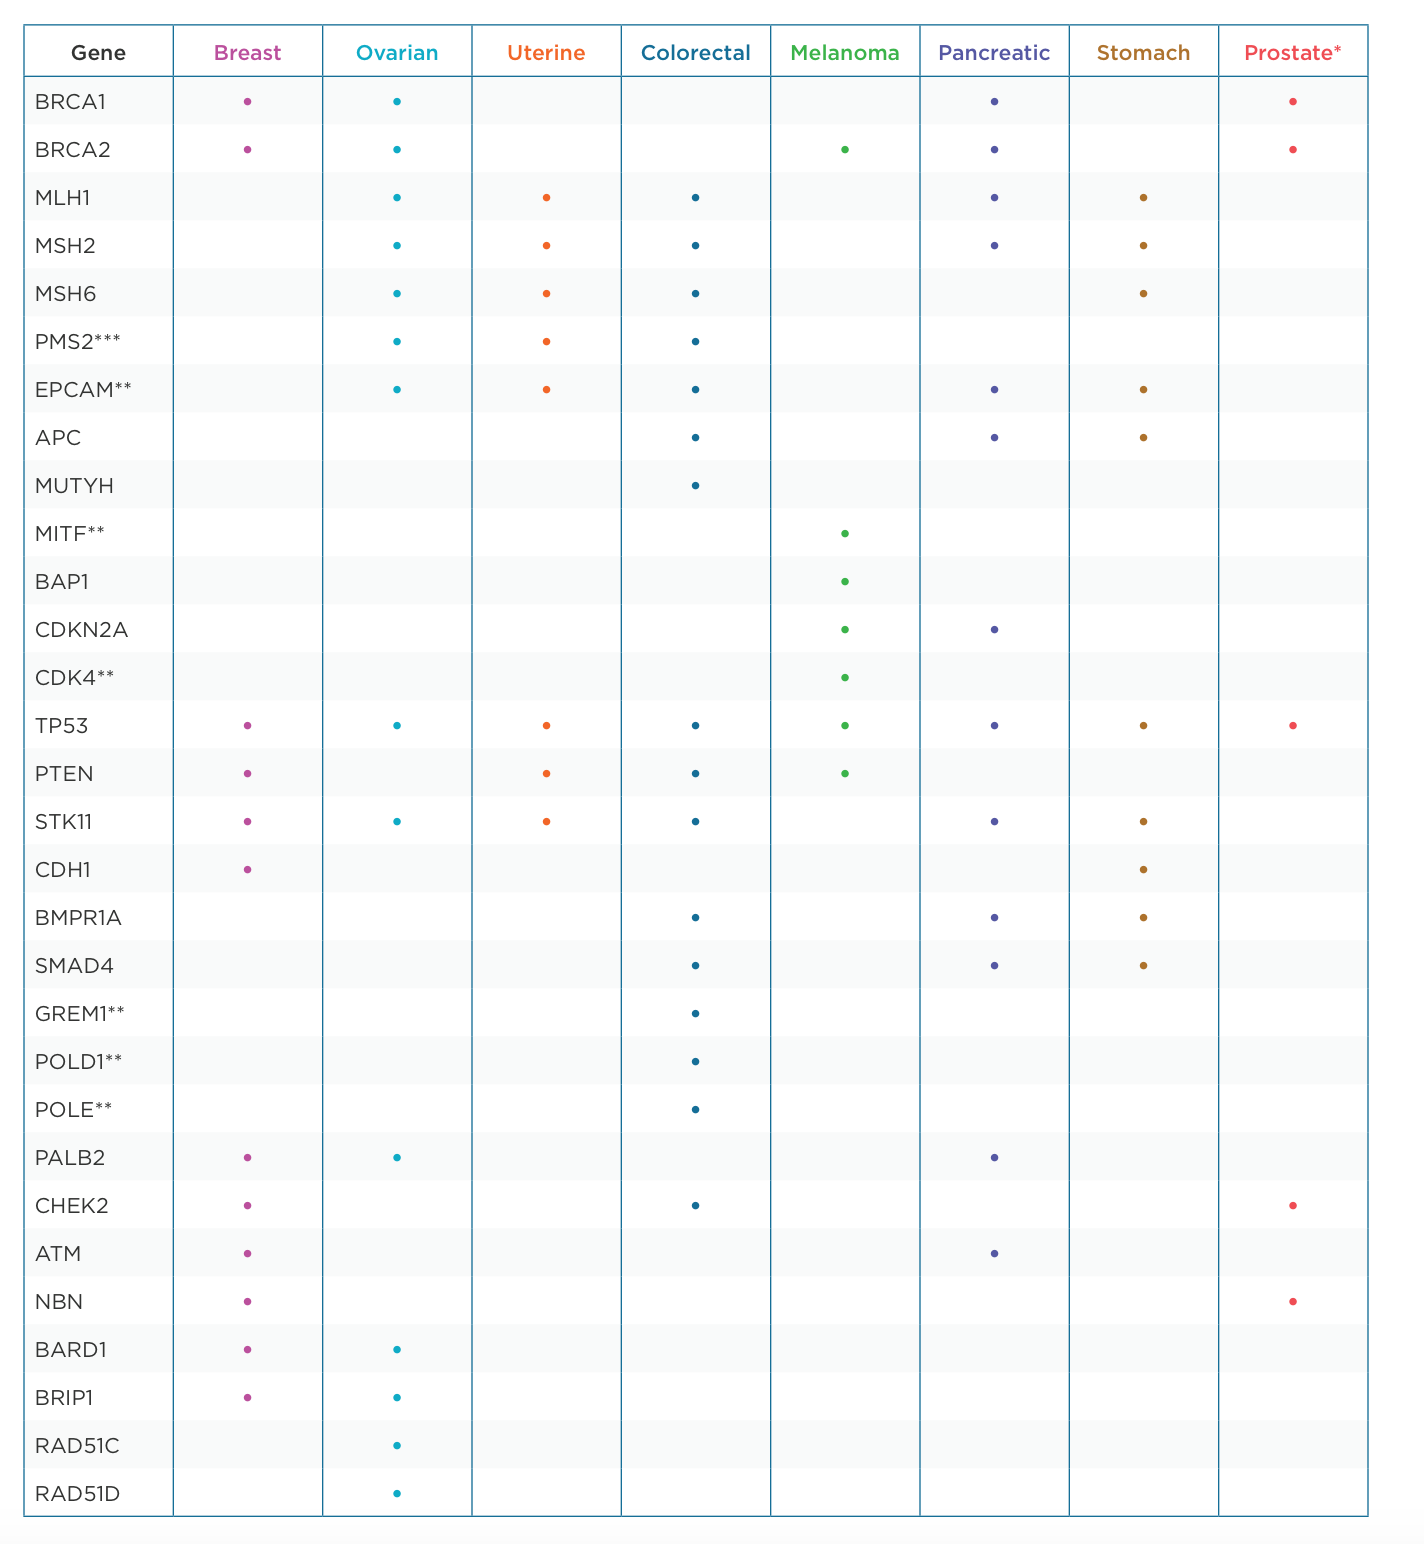 Gene Breast Ovarian Uterine Colorectal Melanoma Pancreatic Stomach Prostate*
BRCA1 • • • •
BRCA2 • • • • •
MLH1 • • • • •
MSH2 • • • • •
MSH6 • • • •
PMS2*** • • •
EPCAM** • • • • •
APC • • •
MUTYH •
MITF** •
BAP1 •
CDKN2A • •
CDK4** •
TP53 • • • • • • • •
PTEN • • • •
STK11 • • • • • •
CDH1 • •
BMPR1A • • •
SMAD4 • • •
GREM1** •
POLD1** •
POLE** •
PALB2 • • •
CHEK2 • • •
ATM • •
NBN • •
BARD1 • •
BRIP1 • •
RAD51C •
RAD51D •